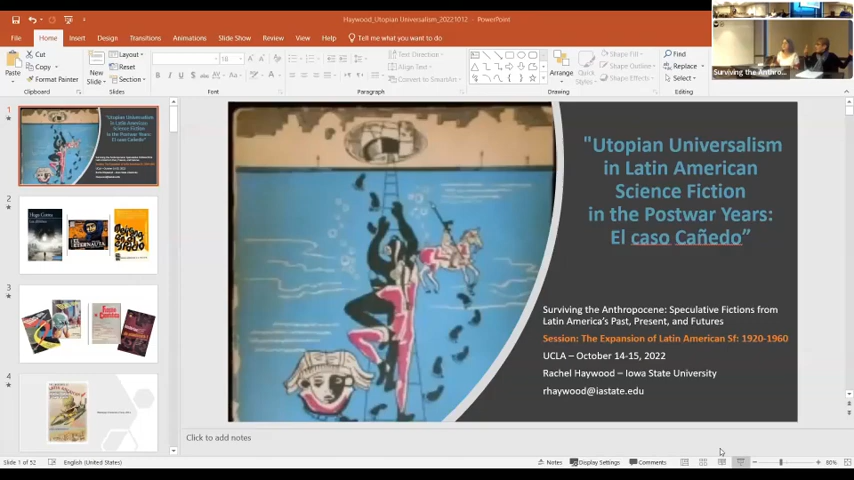 Haywood_Utopian Universalism_20221012 - PowerPoint
File Home Insert Design Transitions Animations Slide Show Review View Help Tell me what you want to do
Paste
Cut
Copy
Format Painter
Clipboard
New
Slide
Layout
Reset
Section
Slides
18
B I U S
Font
Paragraph
Text Direction
Align Text
Convert to SmartArt
Arrange
Quick
Styles
Shape Fill
Shape Outline
Shape Effects
Drawing
Find
Replace
Select
Editing
Surviving the Anthro...
1
2
3
4
"Utopian Universalism
in Latin American
Science Fiction
in the Postwar Years:
El caso Cañedo”
Surviving the Anthropocene: Speculative Fictions from
Latin America's Past, Present, and Futures
Session: The Expansion of Latin American Sf: 1920-1960
UCLA – October 14-15, 2022
Rachel Haywood – Iowa State University
rhaywood@iastate.edu
Click to add notes
Slide 1 of 52 English (United States) Notes Display Settings Comments 80%